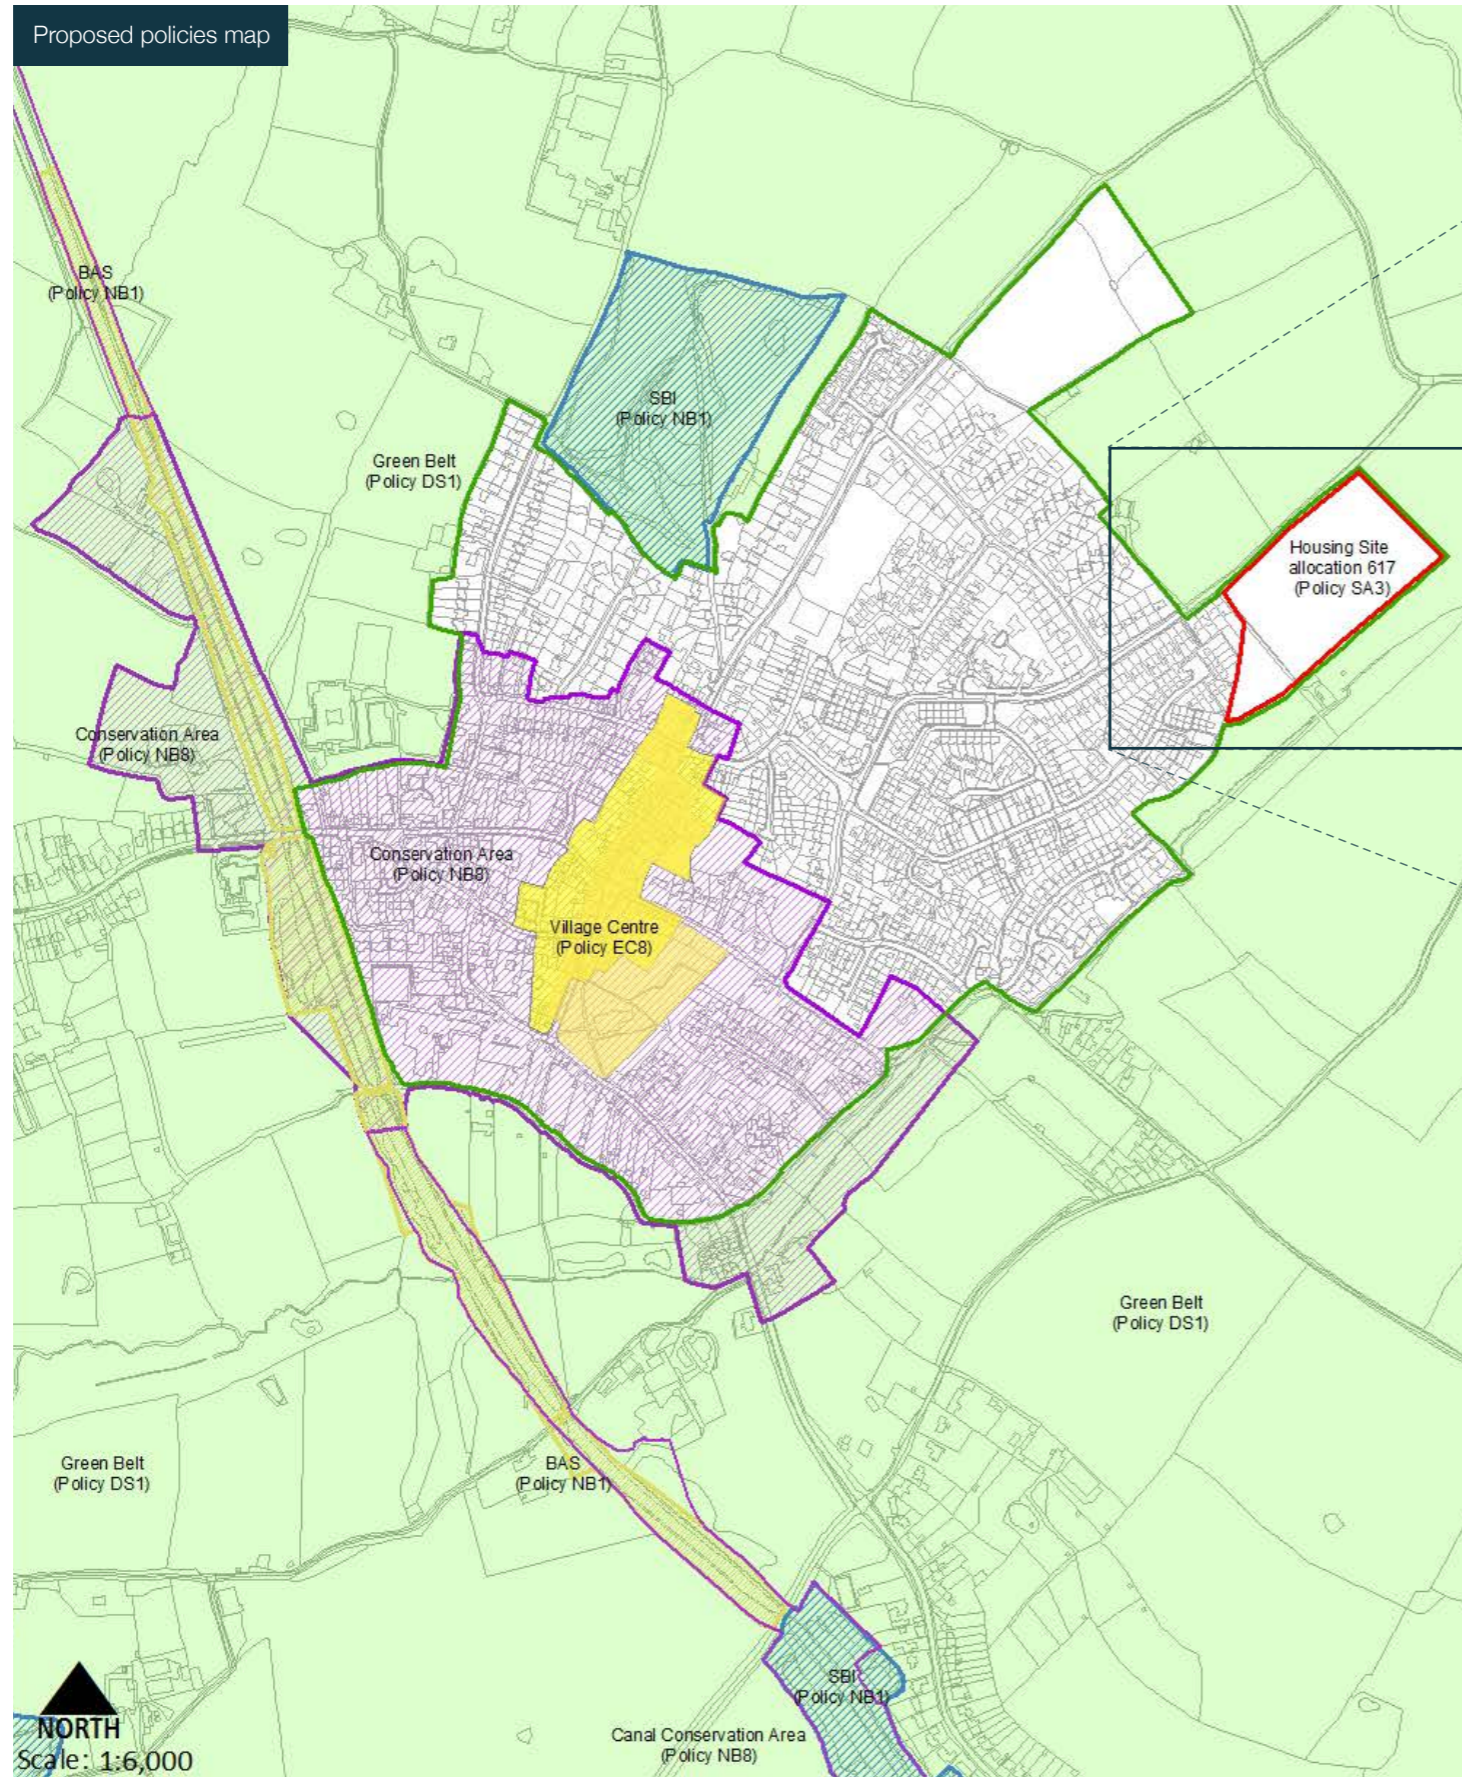 Proposed policies map
BAS
(Policy NB1)
SBI
(Policy NB1)
Green Belt
(Policy DS1)
Housing Site
allocation 617
(Policy SA3)
Conservation Area
(Policy NB8)
Conservation Area
(Policy NB8)
Village Centre
(Policy EC8)
Green Belt
(Policy DS1)
Green Belt
(Policy DS1)
BAS
(Policy NB1)
SBI
(Policy NB1)
Canal Conservation Area
(Policy NB8)
NORTH
Scale: 1:6,000